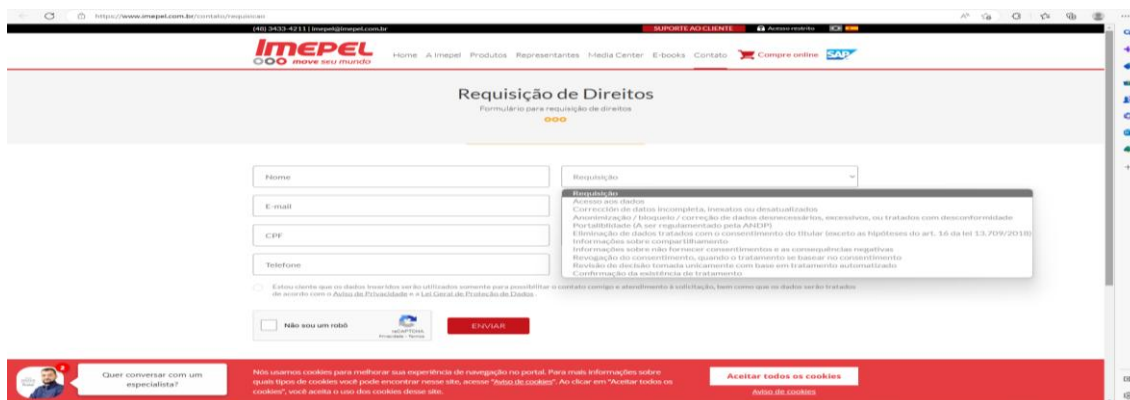 https://www.imepel.com.br/contato/requisicao
(48) 3433-4211 | imepel@imepel.com.br
SUPORTE AO CLIENTE
Acesso restrito
IMEPEL
move seu mundo
Home A Imepel Produtos Representantes Media Center E-books Contato Compre online SAP
Requisição de Direitos
Formulário para requisição de direitos
Nome
Requisição
Requisição
Acesso aos dados
Corrección de datos incompleta, inexatos ou desatualizados
Anonimização / bloqueio / correção de dados desnecessários, excessivos, ou tratados com desconformidade
Portalibilidade (A ser regulamentado pela ANDP)
Eliminação de dados tratados com o consentimento do titular (exceto as hipóteses do art. 16 da lei 13.709/2018)
Informações sobre compartilhamento
Informações sobre não fornecer consentimentos e as consequências negativas
Revogação do consentimento, quando o tratamento se basear no consentimento
Revisão de decisão tomada unicamente com base em tratamento automatizado
Confirmação da existência de tratamento
E-mail
CPF
Telefone
Estou ciente que os dados inseridos serão utilizados somente para possibilitar o contato comigo e atendimento à solicitação, bem como que os dados serão tratados
de acordo com o Aviso de Privacidade e a Lei Geral de Proteção de Dados .
Não sou um robô
reCAPTCHA
Privacidade - Termos
ENVIAR
2
Quer conversar com um
especialista?
Nós usamos cookies para melhorar sua experiência de navegação no portal. Para mais informações sobre
quais tipos de cookies você pode encontrar nesse site, acesse "Aviso de cookies". Ao clicar em "Aceitar todos os
cookies", você aceita o uso dos cookies desse site.
Aceitar todos os cookies
Aviso de cookies